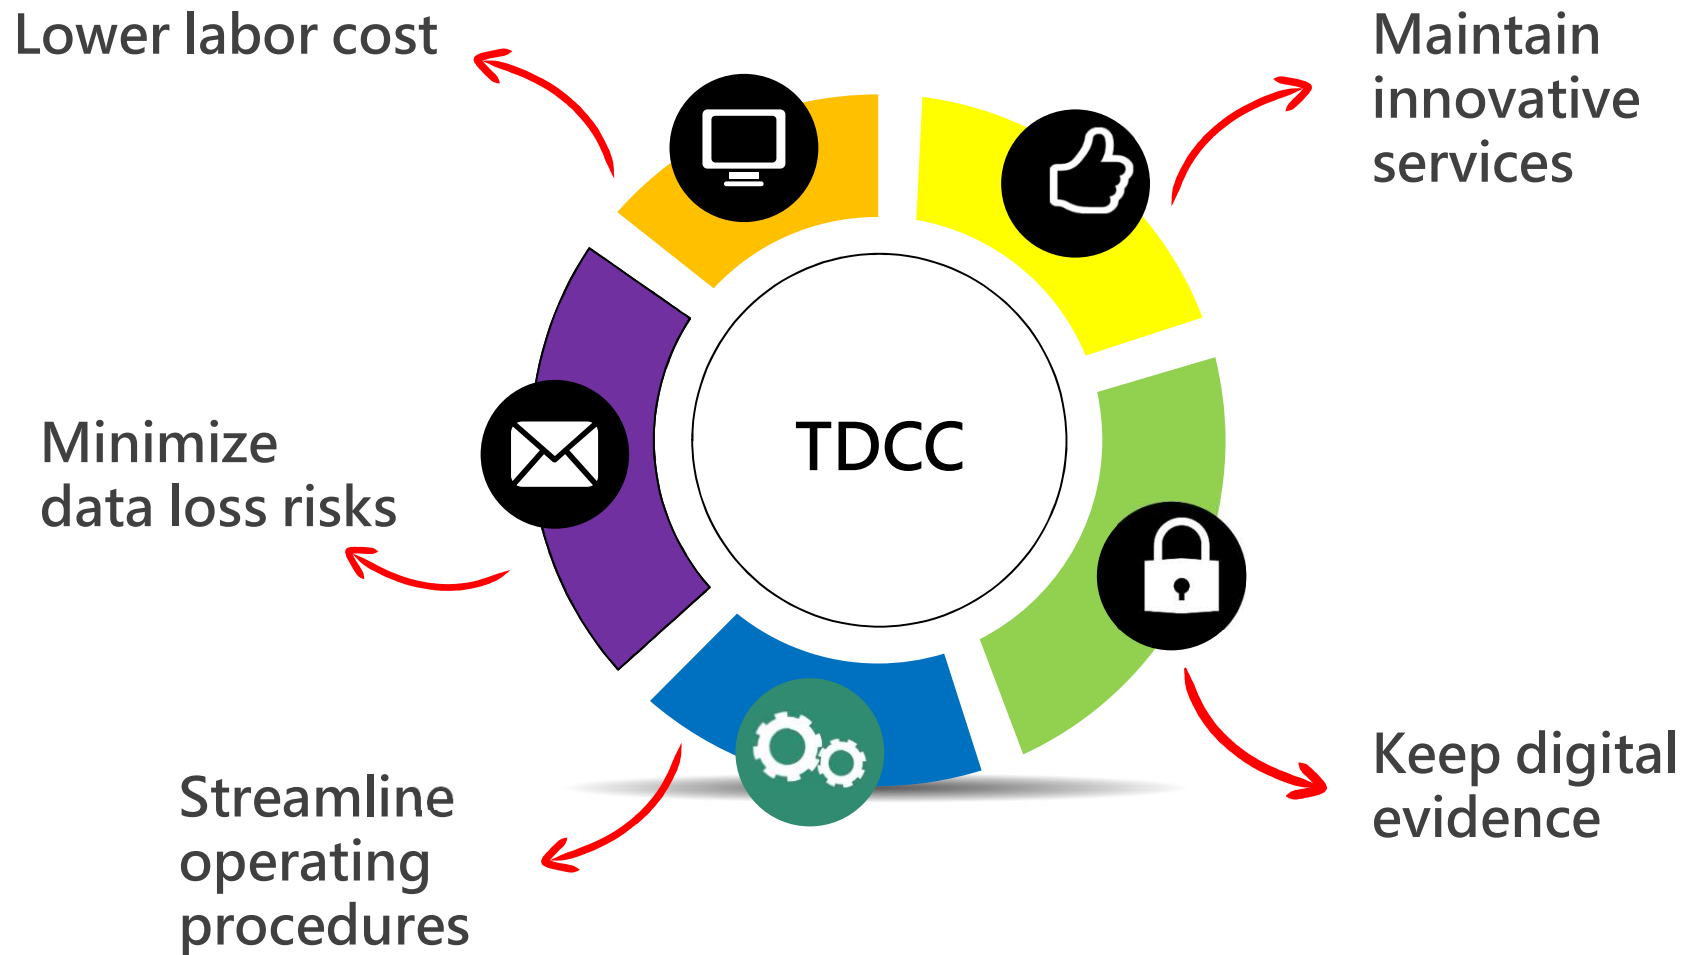 Lower labor cost
Maintain
innovative
services
TDCC
Minimize
data loss risks
Keep digital
evidence
Streamline
operating
procedures